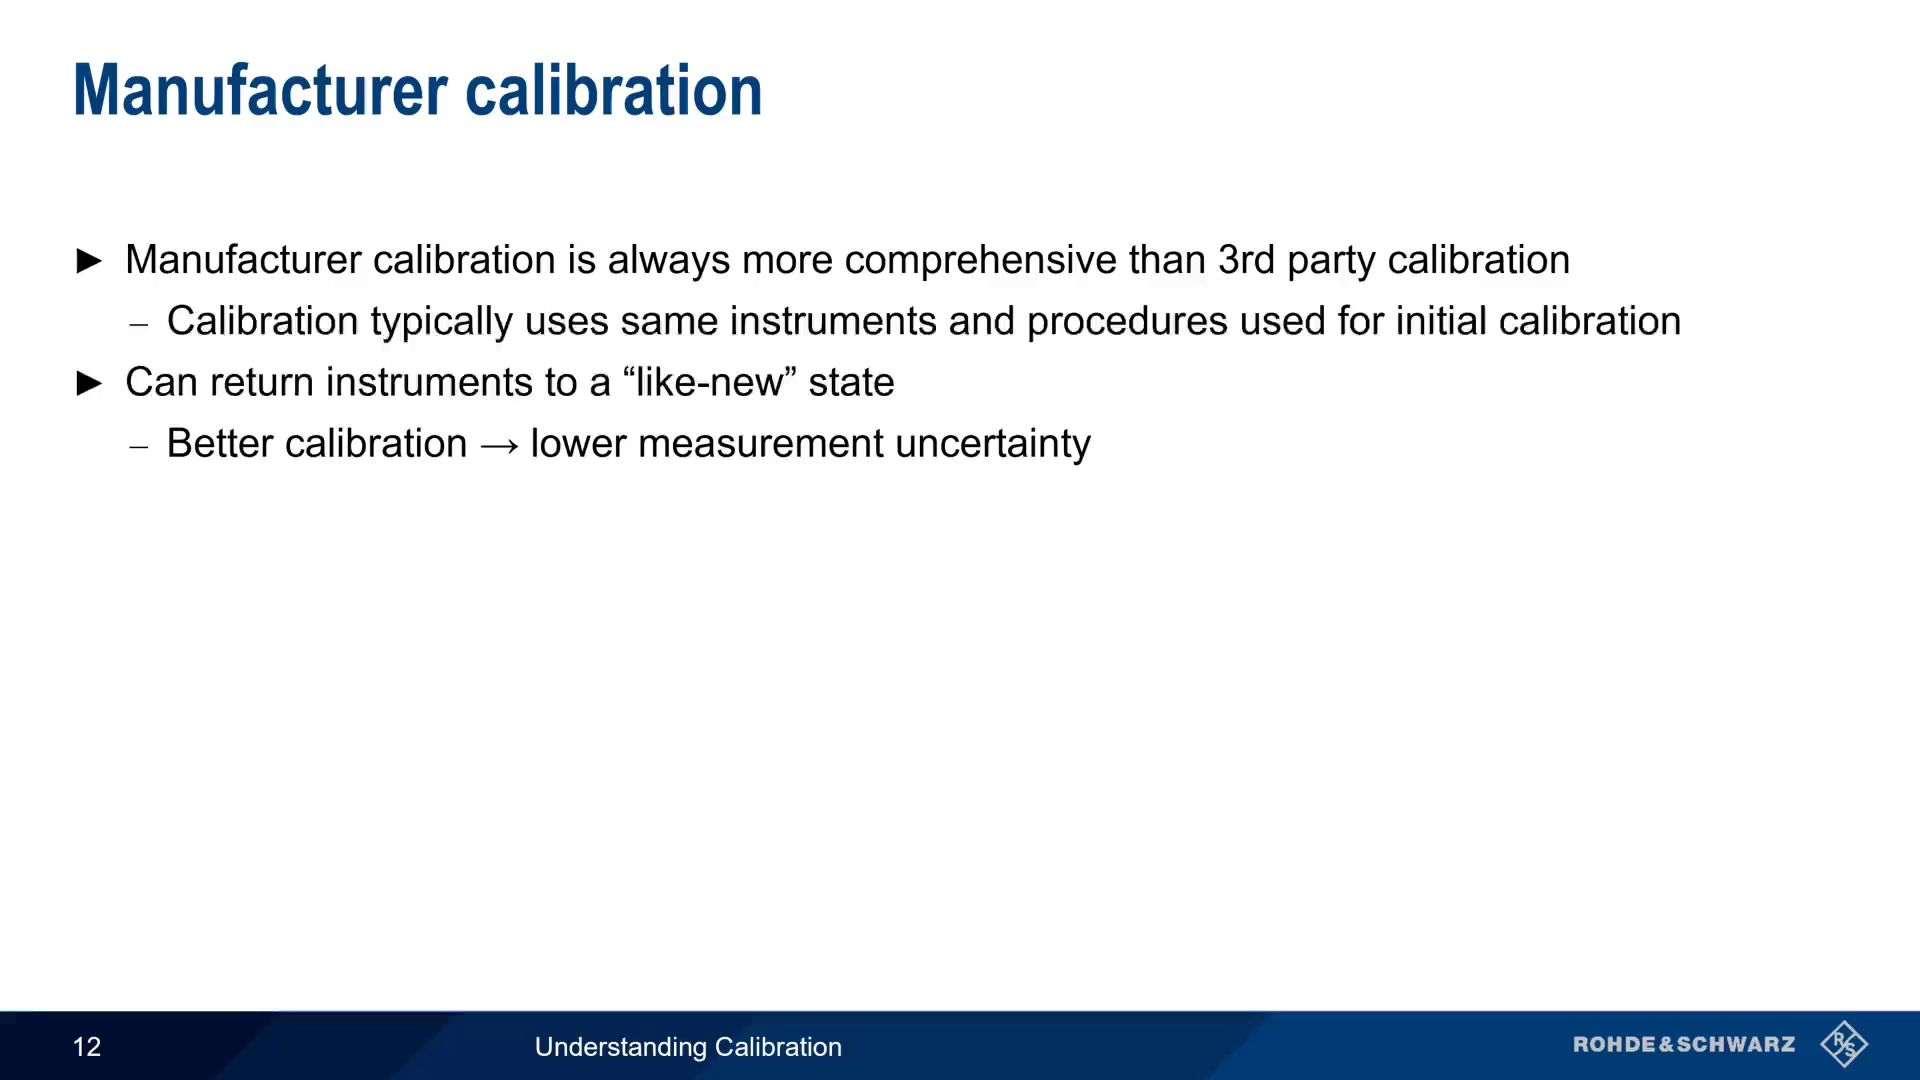 Manufacturer calibration
► Manufacturer calibration is always more comprehensive than 3rd party calibration
– Calibration typically uses same instruments and procedures used for initial calibration
► Can return instruments to a “like-new” state
– Better calibration → lower measurement uncertainty
12
Understanding Calibration
ROHDE&SCHWARZ
R S